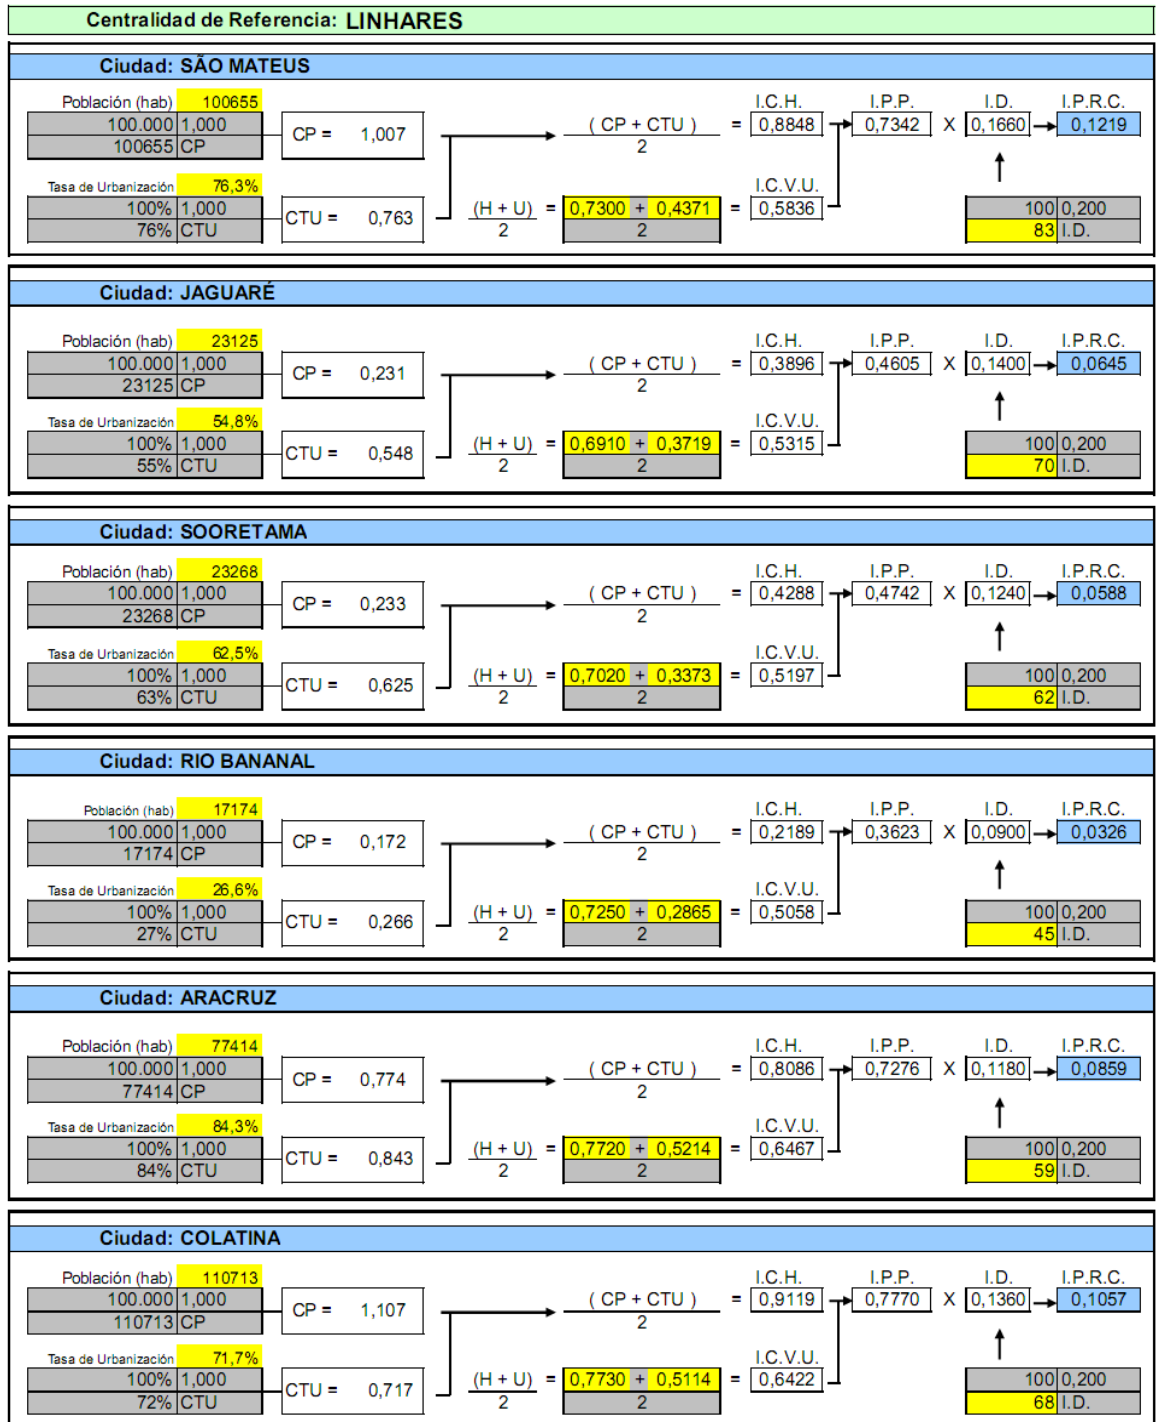 Centralidad de Referencia: LINHARES
Ciudad: SÃO MATEUS
Población (hab) 100655 I.C.H. I.P.P. I.D. I.P.R.C.
100.000 1,000 CP = 1,007 ( CP + CTU ) = 0,8848 0,7342 X 0,1660 0,1219
100655 CP 2
Tasa de Urbanización 76,3% I.C.V.U.
100% 1,000 CTU = 0,763 (H + U) = 0,7300 + 0,4371 = 0,5836 100 0,200
76% CTU 2 2 83 I.D.
Ciudad: JAGUARÉ
Población (hab) 23125 I.C.H. I.P.P. I.D. I.P.R.C.
100.000 1,000 CP = 0,231 ( CP + CTU ) = 0,3896 0,4605 X 0,1400 0,0645
23125 CP 2
Tasa de Urbanización 54,8% I.C.V.U.
100% 1,000 CTU = 0,548 (H + U) = 0,6910 + 0,3719 = 0,5315 100 0,200
55% CTU 2 2 70 I.D.
Ciudad: SOORETAMA
Población (hab) 23268 I.C.H. I.P.P. I.D. I.P.R.C.
100.000 1,000 CP = 0,233 ( CP + CTU ) = 0,4288 0,4742 X 0,1240 0,0588
23268 CP 2
Tasa de Urbanización 62,5% I.C.V.U.
100% 1,000 CTU = 0,625 (H + U) = 0,7020 + 0,3373 = 0,5197 100 0,200
63% CTU 2 2 62 I.D.
Ciudad: RIO BANANAL
Población (hab) 17174 I.C.H. I.P.P. I.D. I.P.R.C.
100.000 1,000 CP = 0,172 ( CP + CTU ) = 0,2189 0,3623 X 0,0900 0,0326
17174 CP 2
Tasa de Urbanización 26,6% I.C.V.U.
100% 1,000 CTU = 0,266 (H + U) = 0,7250 + 0,2865 = 0,5058 100 0,200
27% CTU 2 2 45 I.D.
Ciudad: ARACRUZ
Población (hab) 77414 I.C.H. I.P.P. I.D. I.P.R.C.
100.000 1,000 CP = 0,774 ( CP + CTU ) = 0,8086 0,7276 X 0,1180 0,0859
77414 CP 2
Tasa de Urbanización 84,3% I.C.V.U.
100% 1,000 CTU = 0,843 (H + U) = 0,7720 + 0,5214 = 0,6467 100 0,200
84% CTU 2 2 59 I.D.
Ciudad: COLATINA
Población (hab) 110713 I.C.H. I.P.P. I.D. I.P.R.C.
100.000 1,000 CP = 1,107 ( CP + CTU ) = 0,9119 0,7770 X 0,1360 0,1057
110713 CP 2
Tasa de Urbanización 71,7% I.C.V.U.
100% 1,000 CTU = 0,717 (H + U) = 0,7730 + 0,5114 = 0,6422 100 0,200
72% CTU 2 2 68 I.D.